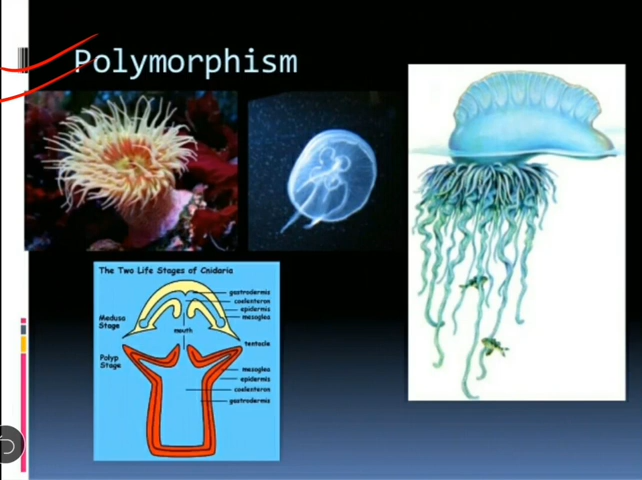 Polymorphism
The Two Life Stages of Cnidaria
gastrodermis
coelenteron
epidermis
mesoglea
Medusa
Stage
mouth
tentacle
Polyp
Stage
mesoglea
epidermis
coelenteron
gastrodermis